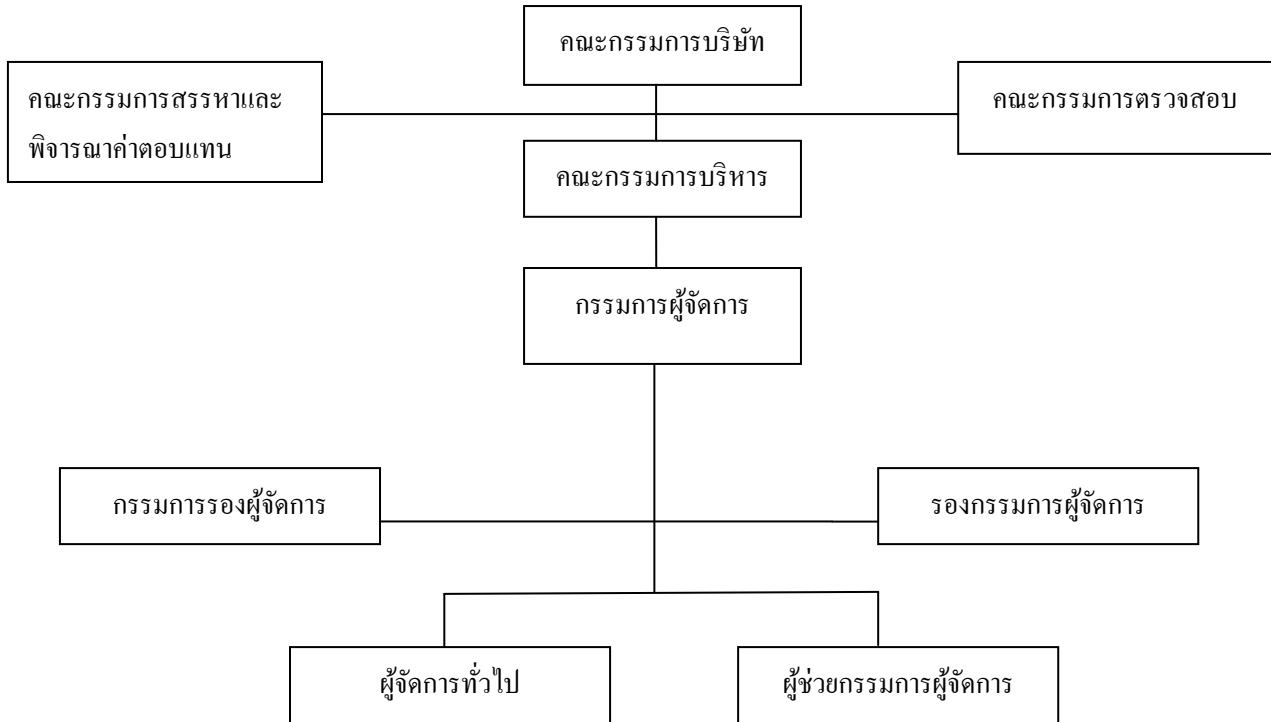 คณะกรรมการบริษัท
คณะกรรมการสรรหาและ
พิจารณาค่าตอบแทน
คณะกรรมการตรวจสอบ
คณะกรรมการบริหาร
กรรมการผู้จัดการ
กรรมการรองผู้จัดการ
รองกรรมการผู้จัดการ
ผู้จัดการทั่วไป
ผู้ช่วยกรรมการผู้จัดการ